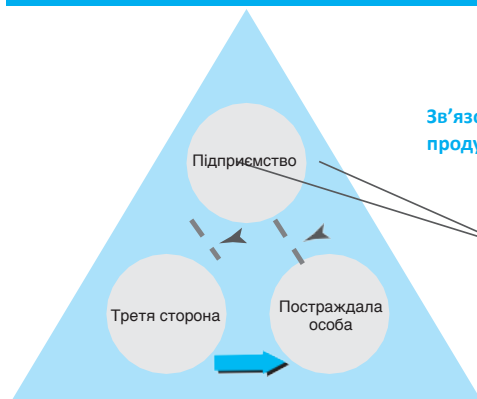 Зв’язо
проду
Підприємство
Третя сторона
Постраждала
особа